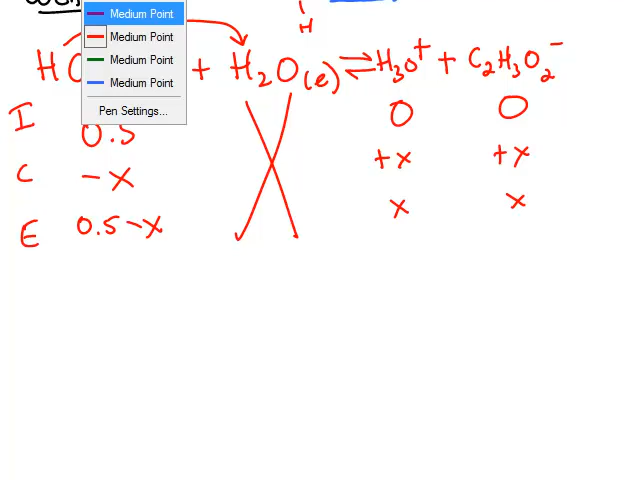 Medium Point
H
Medium Point
Medium Point
Medium Point
Pen Settings...
H + H₂O(l) ⇌ H₃O⁺ + C₂H₃O₂⁻
I 0.5 0 0
C -x +x +x
E 0.5-x x x